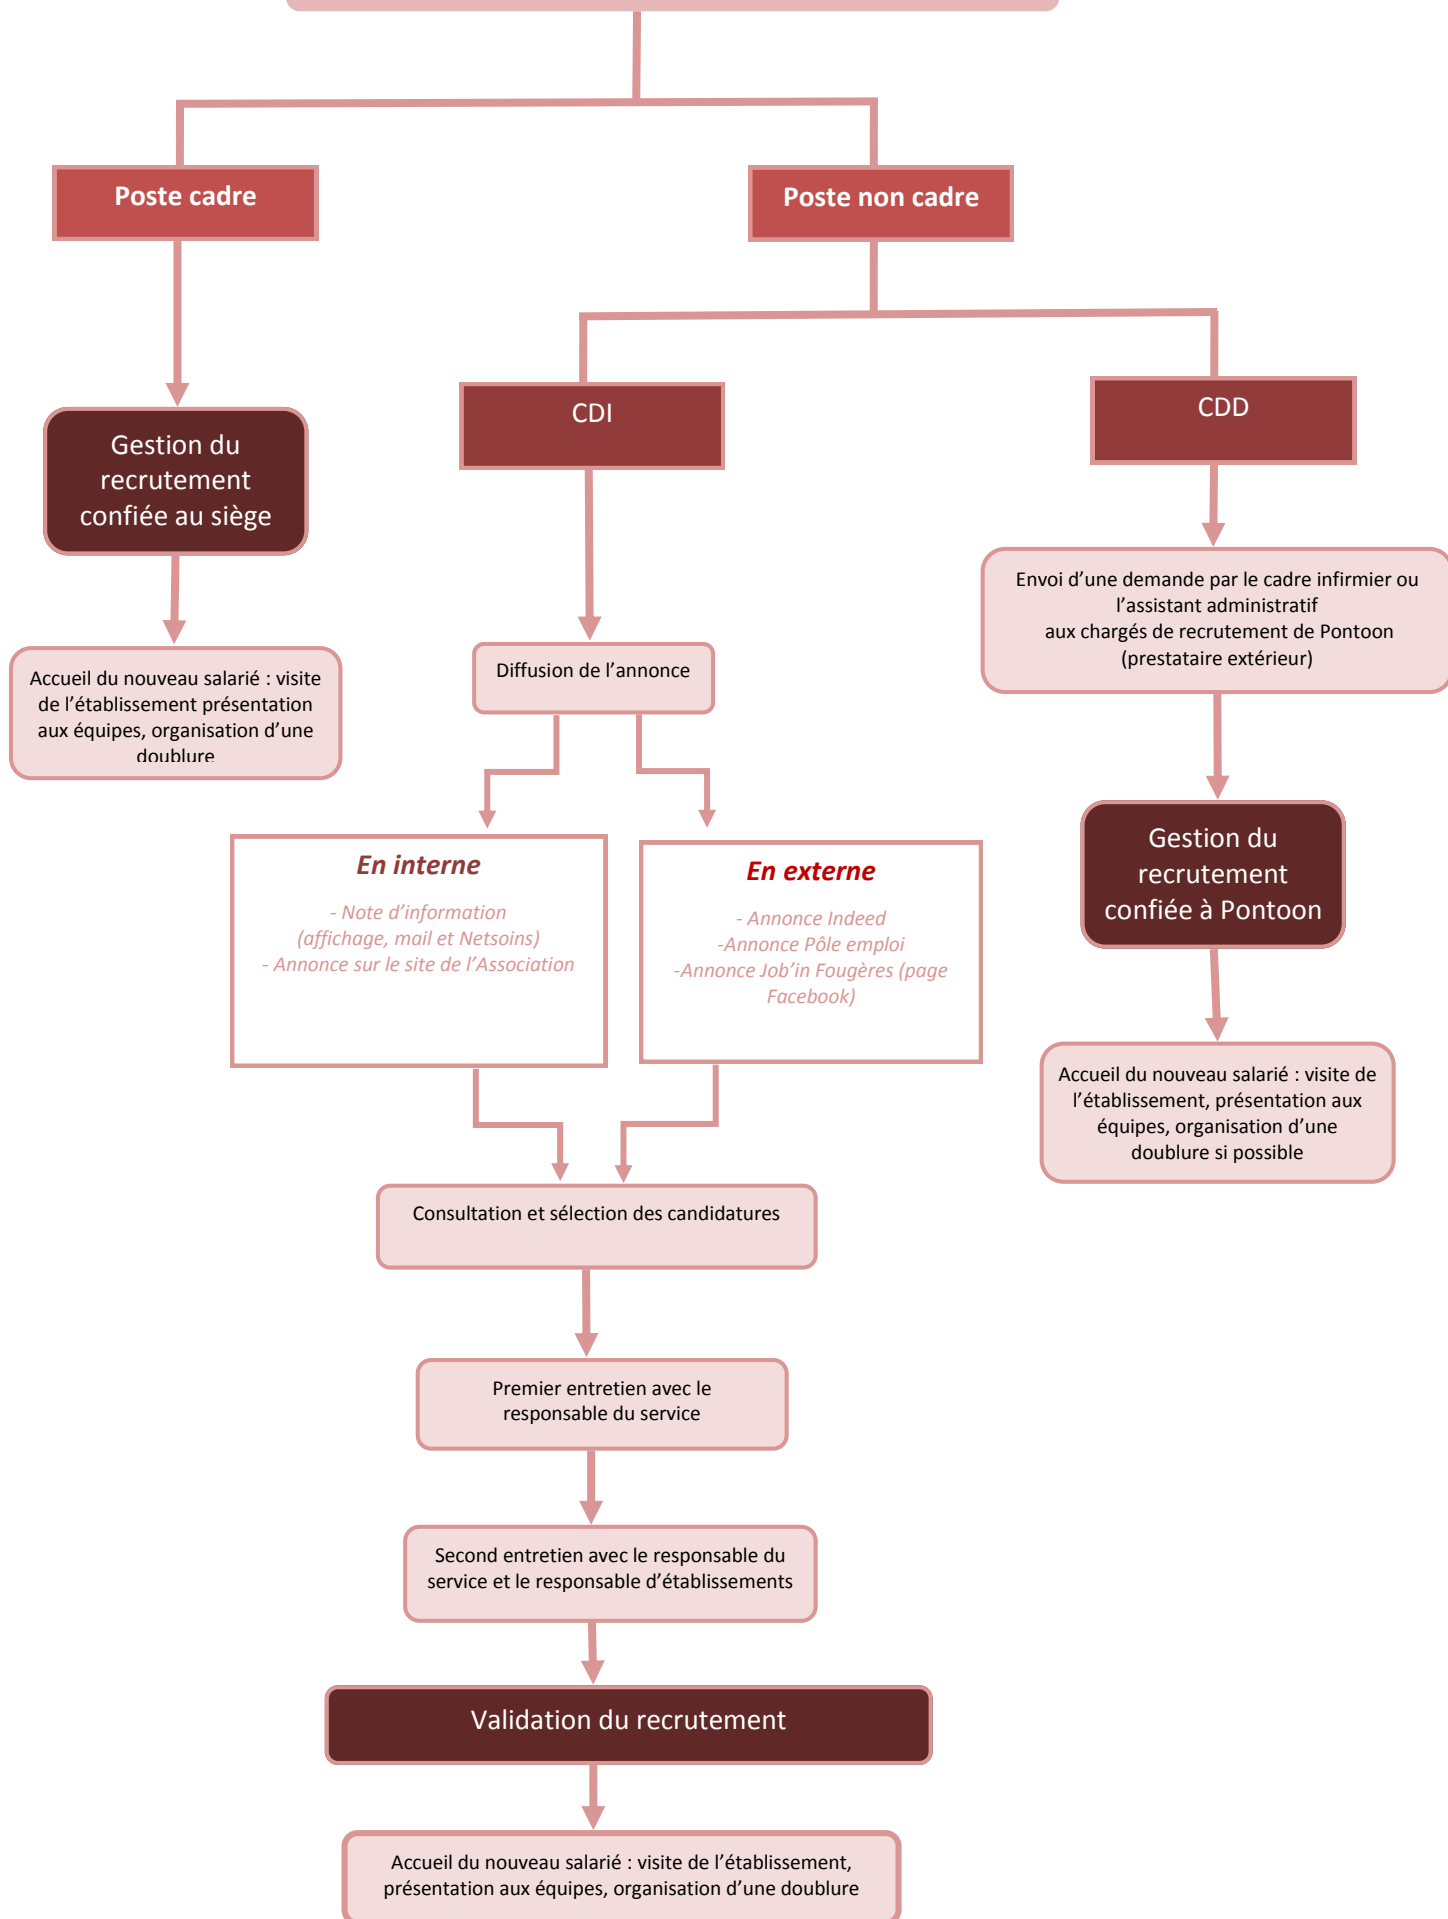 Poste cadre
Poste non cadre
CDI
CDD
Gestion du
recrutement
confiée au siège
Envoi d’une demande par le cadre infirmier ou
l’assistant administratif
aux chargés de recrutement de Pontoon
(prestataire extérieur)
Accueil du nouveau salarié : visite
de l’établissement présentation
aux équipes, organisation d’une
doublure
Diffusion de l’annonce
Gestion du
recrutement
confiée à Pontoon
En interne
- Note d’information
(affichage, mail et Netsoins)
- Annonce sur le site de l’Association
En externe
- Annonce Indeed
-Annonce Pôle emploi
-Annonce Job’in Fougères (page
Facebook)
Accueil du nouveau salarié : visite de
l’établissement, présentation aux
équipes, organisation d’une
doublure si possible
Consultation et sélection des candidatures
Premier entretien avec le
responsable du service
Second entretien avec le responsable du
service et le responsable d’établissements
Validation du recrutement
Accueil du nouveau salarié : visite de l’établissement,
présentation aux équipes, organisation d’une doublure